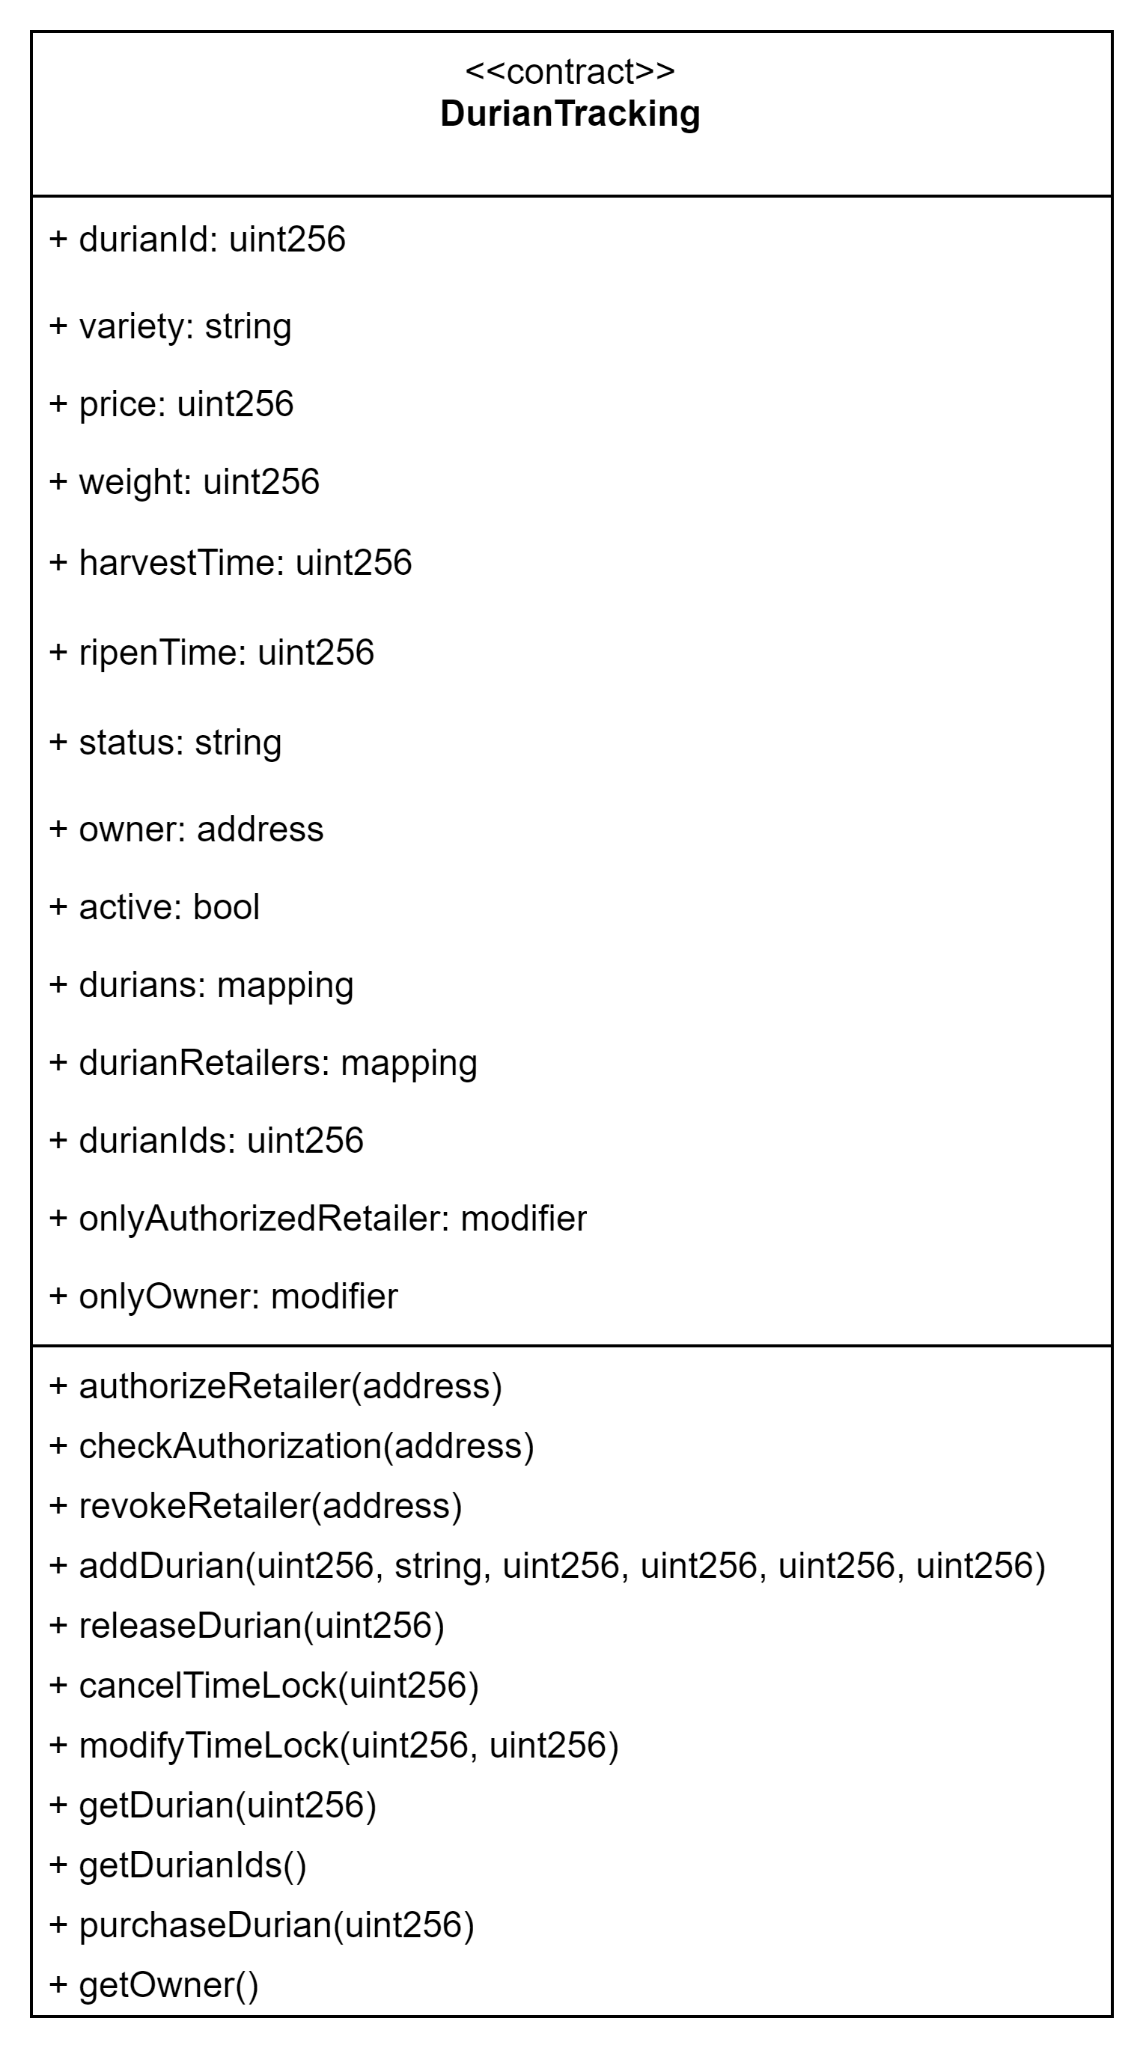 <<contract>>
DurianTracking
+ durianId: uint256
+ variety: string
+ price: uint256
+ weight: uint256
+ harvestTime: uint256
+ ripenTime: uint256
+ status: string
+ owner: address
+ active: bool
+ durians: mapping
+ durianRetailers: mapping
+ durianIds: uint256
+ onlyAuthorizedRetailer: modifier
+ onlyOwner: modifier
+ authorizeRetailer(address)
+ checkAuthorization(address)
+ revokeRetailer(address)
+ addDurian(uint256, string, uint256, uint256, uint256, uint256)
+ releaseDurian(uint256)
+ cancelTimeLock(uint256)
+ modifyTimeLock(uint256, uint256)
+ getDurian(uint256)
+ getDurianIds()
+ purchaseDurian(uint256)
+ getOwner()